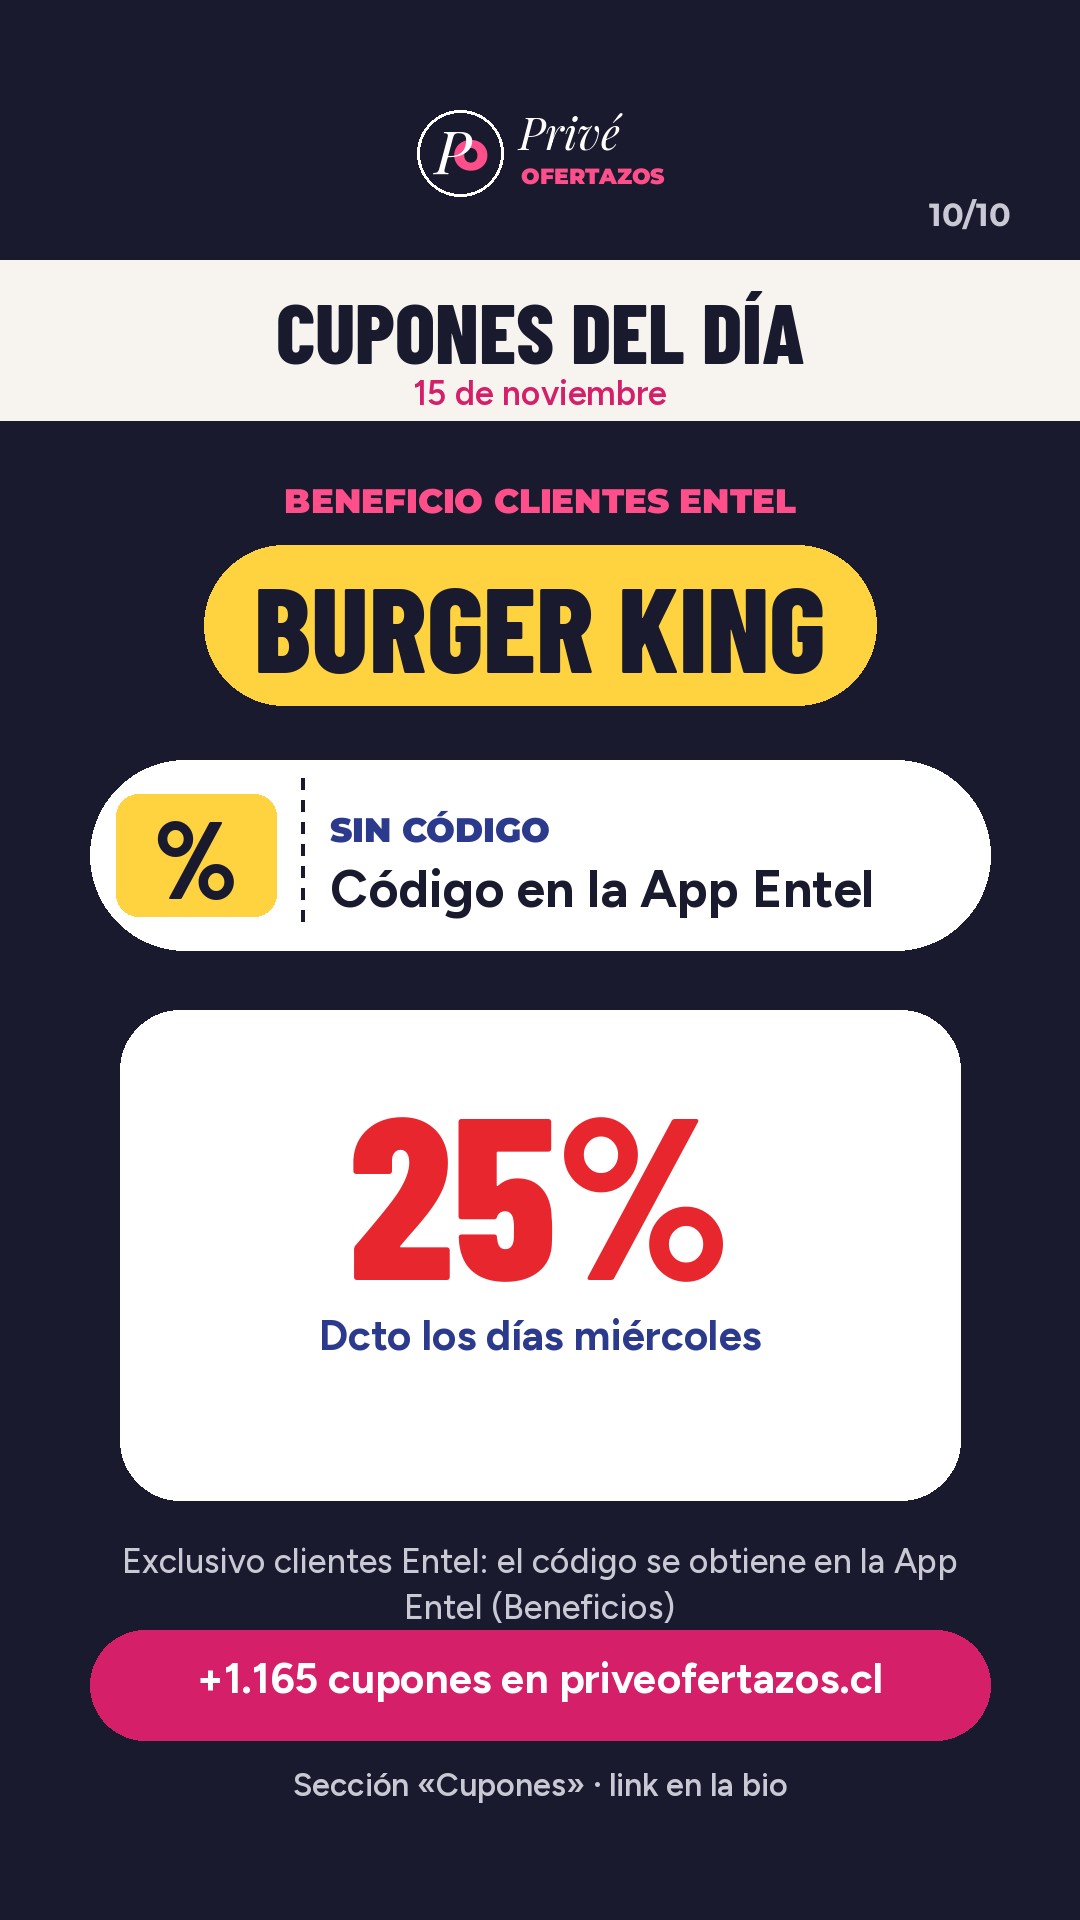 Po Privé
OFERTAZOS
10/10
CUPONES DEL DÍA
15 de noviembre
BENEFICIO CLIENTES ENTEL
BURGER KING
%
SIN CÓDIGO
Código en la App Entel
25%
Dcto los días miércoles
Exclusivo clientes Entel: el código se obtiene en la App
Entel (Beneficios)
+1.165 cupones en priveofertazos.cl
Sección «Cupones» · link en la bio